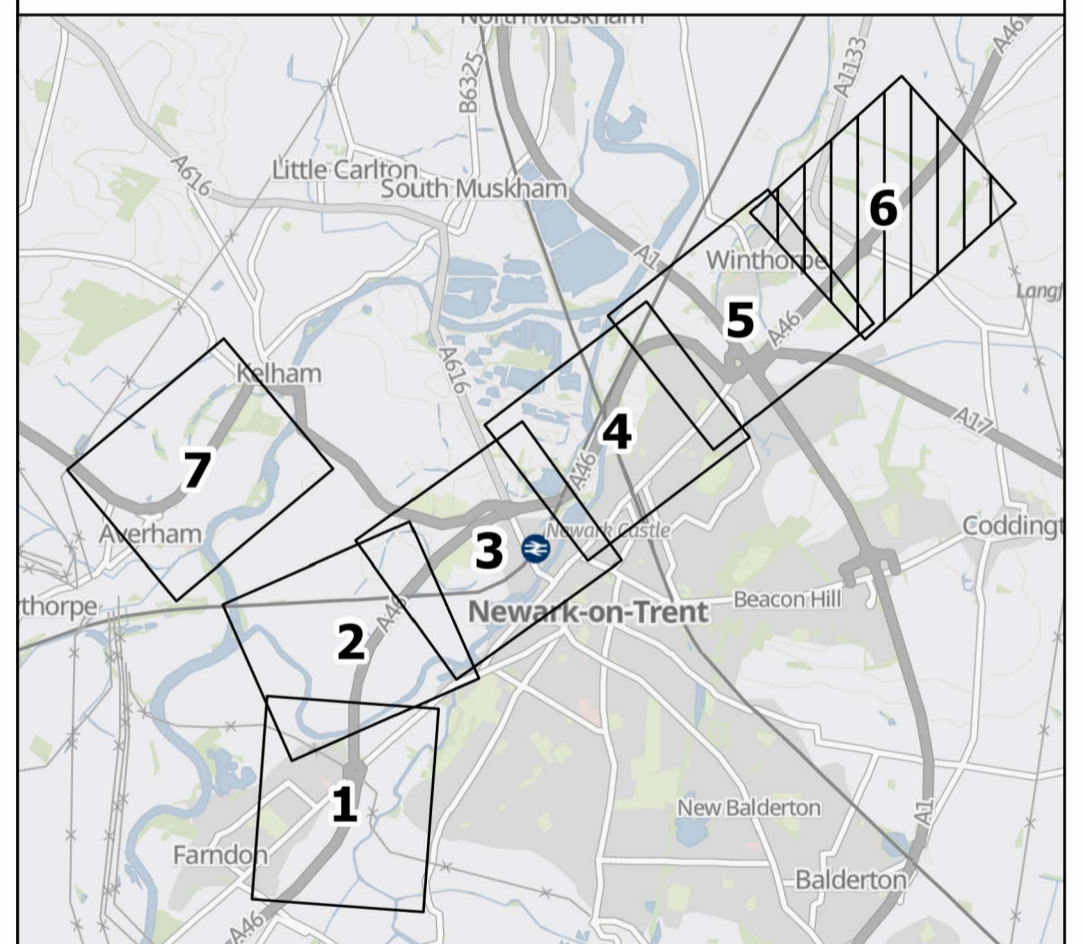 North Muskham
A46
A1133
B6325
A616
Little Carlton
South Muskham
6
A1
Winthorpe
Langf
5
A46
Kelham
A616
A17
4
7
A46
Averham
Newark Castle
Coddingt
3
thorpe
A46
Newark-on-Trent
Beacon Hill
2
1
New Balderton
A1
Farndon
Balderton
A46